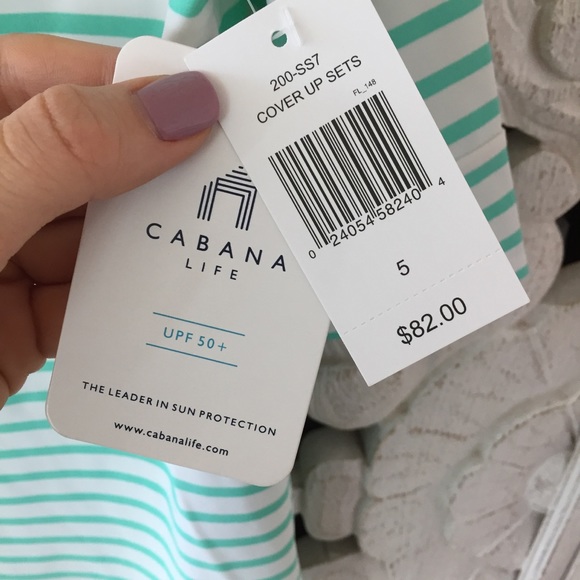 200-SS7
COVER UP SETS
FL_148
0 24054 58240 4
5
$82.00
CABANA
LIFE
UPF 50+
THE LEADER IN SUN PROTECTION
www.cabanalife.com